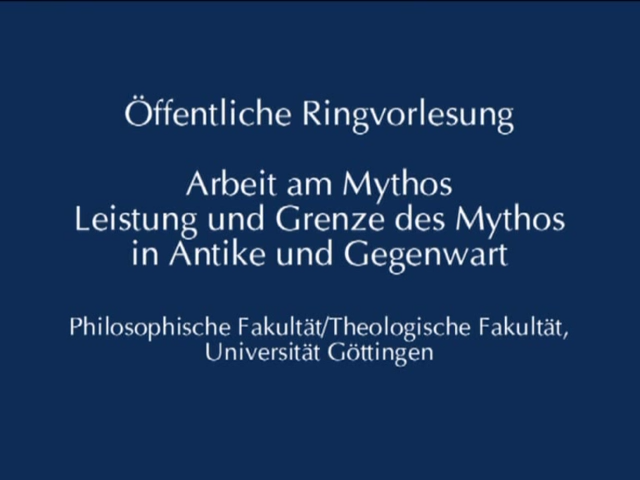 Öffentliche Ringvorlesung
Arbeit am Mythos
Leistung und Grenze des Mythos
in Antike und Gegenwart
Philosophische Fakultät/Theologische Fakultät,
Universität Göttingen